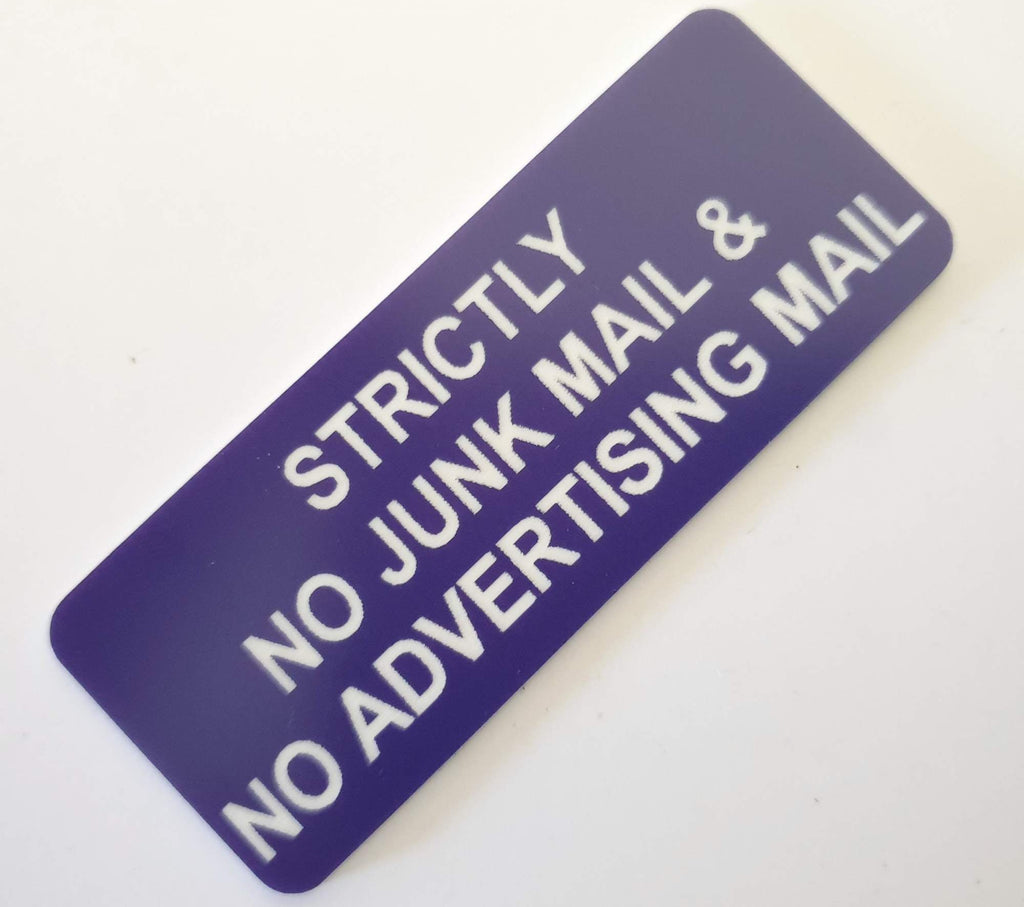 STRICTLY
NO JUNK MAIL &
NO ADVERTISING MAIL